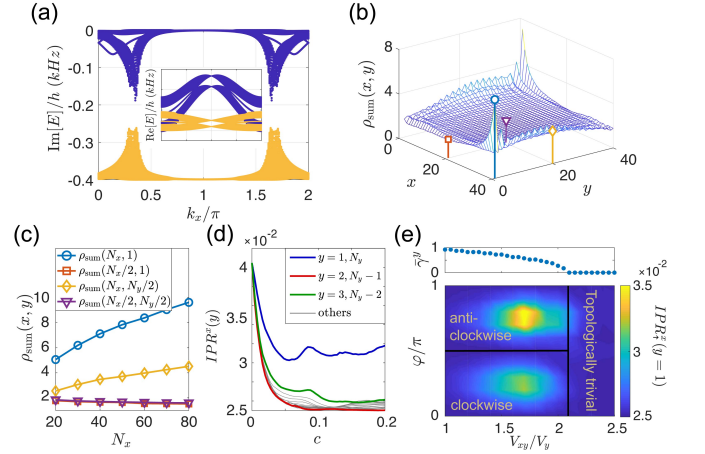 (a)
Im[E]/h (kHz)
0
-0.1
-0.2
-0.3
-0.4
Re[E]/h (kHz)
0 0.5 1 1.5 2
k_x/π
(b)
ρ_sum(x, y)
8
4
0
0
20
40
x
0
20
40
y
(c)
ρ_sum(N_x, 1)
ρ_sum(N_x/2, 1)
ρ_sum(N_x, N_y/2)
ρ_sum(N_x/2, N_y/2)
ρ_sum(x, y)
10
8
6
4
2
20 40 60 80
N_x
(d)
×10^-2
IPR^x(y)
4
3.5
3
2.5
y = 1, N_y
y = 2, N_y − 1
y = 3, N_y − 2
others
0 0.1 0.2
c
(e)
γ̄^y
1
0
φ/π
1
0
anti-
clockwise
clockwise
Topologically trivial
1 1.5 2 2.5
V_xy/V_y
×10^-2
3.5
3
2.5